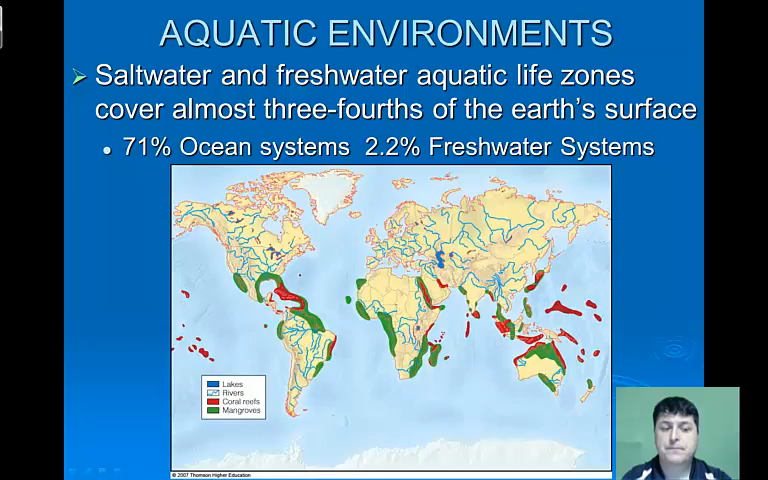 AQUATIC ENVIRONMENTS
Saltwater and freshwater aquatic life zones
cover almost three-fourths of the earth's surface
71% Ocean systems 2.2% Freshwater Systems
Lakes
Rivers
Coral reefs
Mangroves
© 2007 Thomson Higher Education